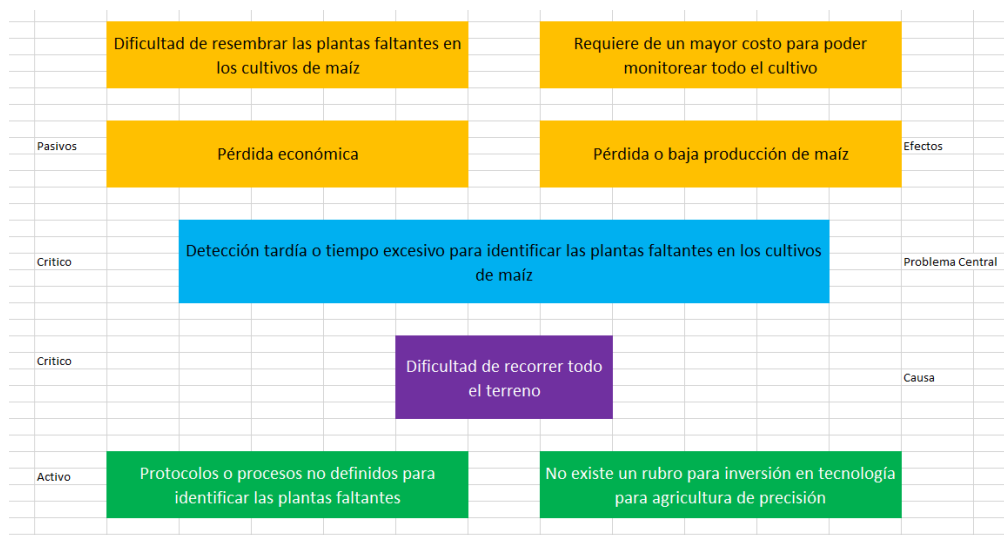 Dificultad de resembrar las plantas faltantes en
los cultivos de maíz
Requiere de un mayor costo para poder
monitorear todo el cultivo
Pasivos
Pérdida económica
Pérdida o baja producción de maíz
Efectos
Critico
Detección tardía o tiempo excesivo para identificar las plantas faltantes en los cultivos
de maíz
Problema Central
Critico
Dificultad de recorrer todo
el terreno
Causa
Activo
Protocolos o procesos no definidos para
identificar las plantas faltantes
No existe un rubro para inversión en tecnología
para agricultura de precisión